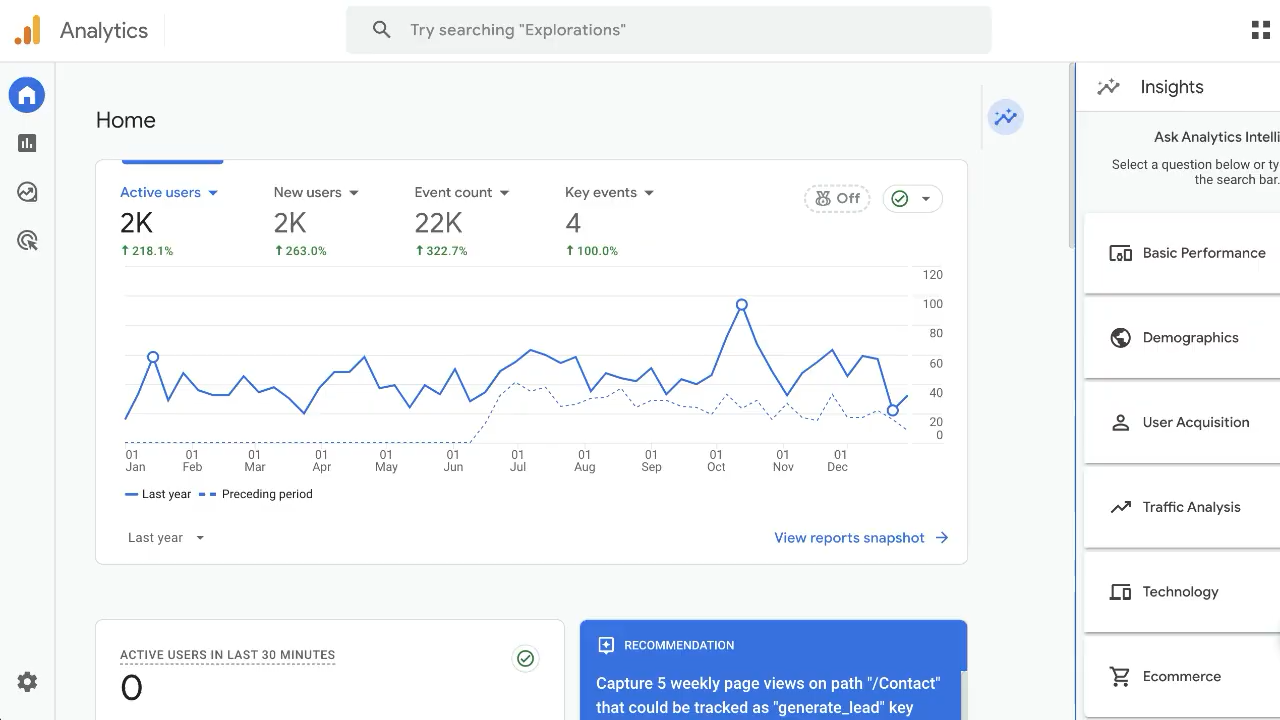 Analytics
Try searching "Explorations"
Home
Active users
New users
Event count
Key events
Off
2K
2K
22K
4
218.1%
263.0%
322.7%
100.0%
120
100
80
60
40
20
0
01 Jan
01 Feb
01 Mar
01 Apr
01 May
01 Jun
01 Jul
01 Aug
01 Sep
01 Oct
01 Nov
01 Dec
Last year
Preceding period
Last year
View reports snapshot
ACTIVE USERS IN LAST 30 MINUTES
0
RECOMMENDATION
Capture 5 weekly page views on path "/Contact"
that could be tracked as "generate_lead" key
Insights
Ask Analytics Intelli
Select a question below or ty
the search bar.
Basic Performance
Demographics
User Acquisition
Traffic Analysis
Technology
Ecommerce